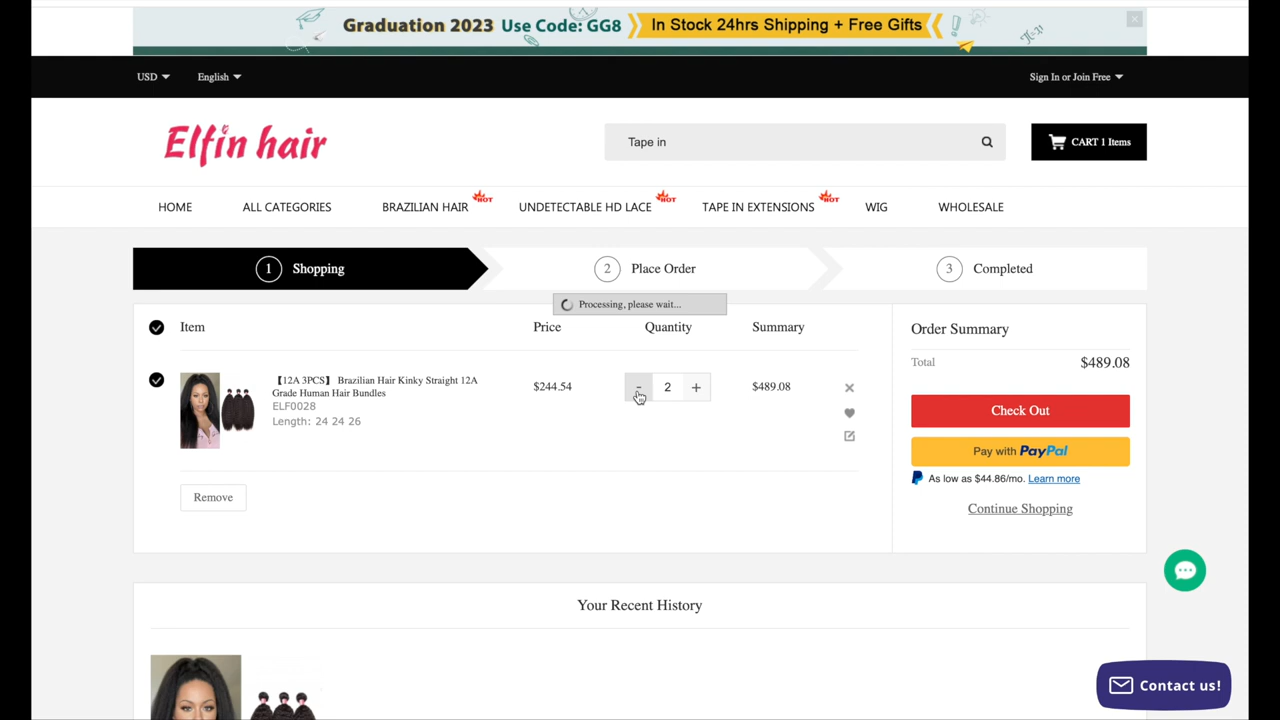 Graduation 2023 Use Code: GG8 In Stock 24hrs Shipping + Free Gifts
USD English Sign In or Join Free
Elfin hair Tape in CART 1 Items
HOME ALL CATEGORIES BRAZILIAN HAIR HOT UNDETECTABLE HD LACE HOT TAPE IN EXTENSIONS HOT WIG WHOLESALE
1 Shopping 2 Place Order 3 Completed
Processing, please wait...
Item Price Quantity Summary
【12A 3PCS】 Brazilian Hair Kinky Straight 12A
Grade Human Hair Bundles
ELF0028
Length: 24 24 26
$244.54 - 2 + $489.08
Remove
Order Summary
Total $489.08
Check Out
Pay with PayPal
As low as $44.86/mo. Learn more
Continue Shopping
Your Recent History
Contact us!